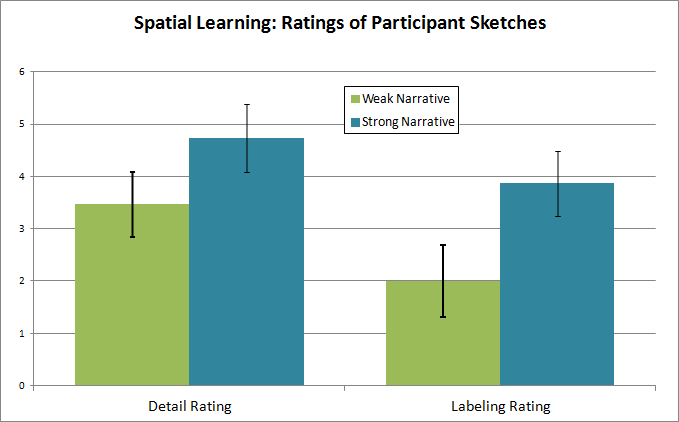 Spatial Learning: Ratings of Participant Sketches
6
Weak Narrative
Strong Narrative
5
4
3
2
1
0
Detail Rating Labeling Rating